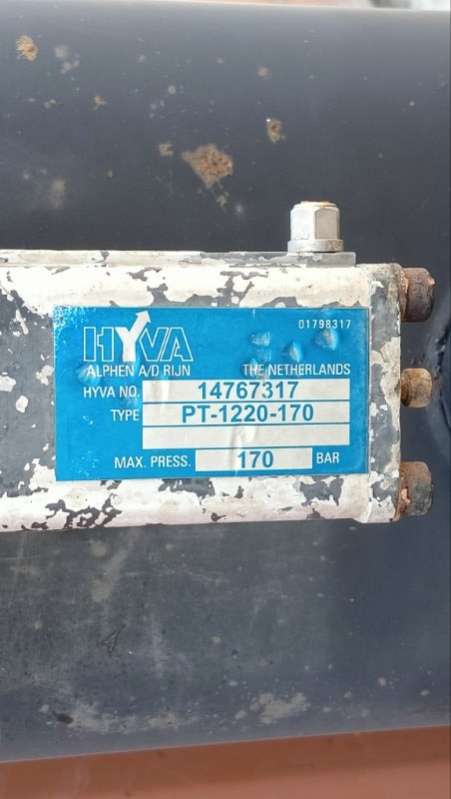 01798317
HYVA
ALPHEN A/D RIJN THE NETHERLANDS
HYVA NO. 14767317
TYPE PT-1220-170
MAX. PRESS. 170 BAR